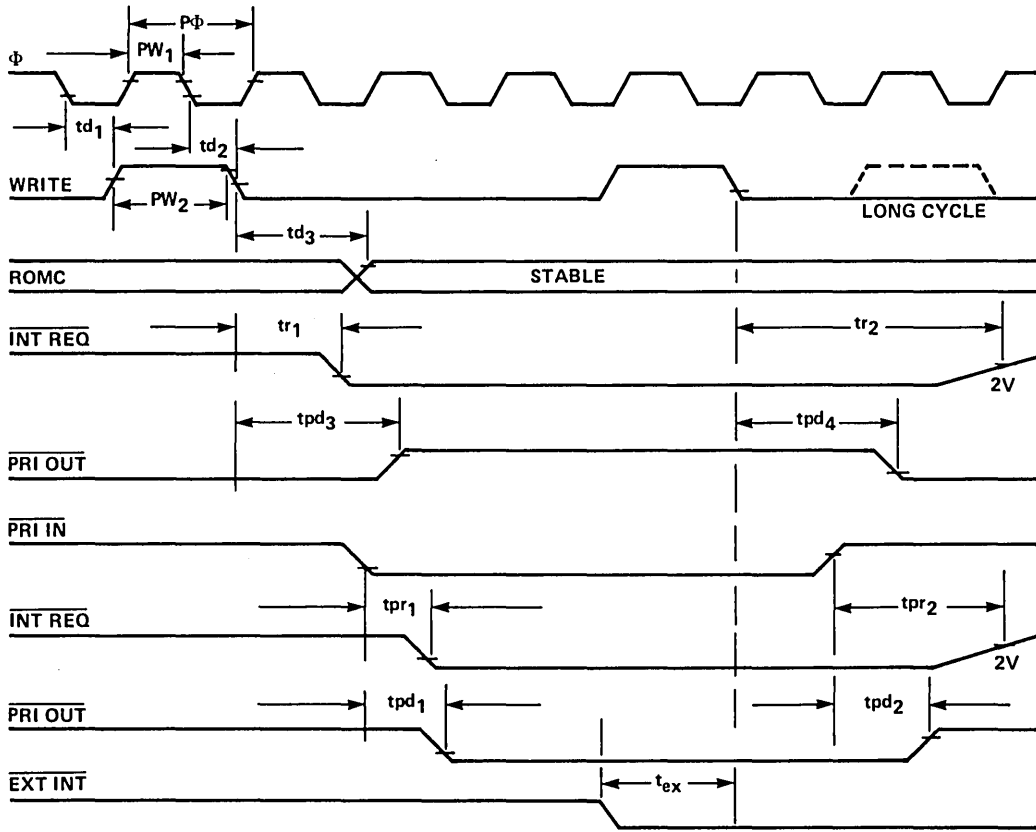 PΦ
PW1
Φ
td1
td2
WRITE
PW2
LONG CYCLE
td3
ROMC
STABLE
tr1
tr2
INT REQ
2V
tpd3
tpd4
PRI OUT
PRI IN
tpr1
tpr2
INT REQ
2V
tpd1
tpd2
PRI OUT
tex
EXT INT